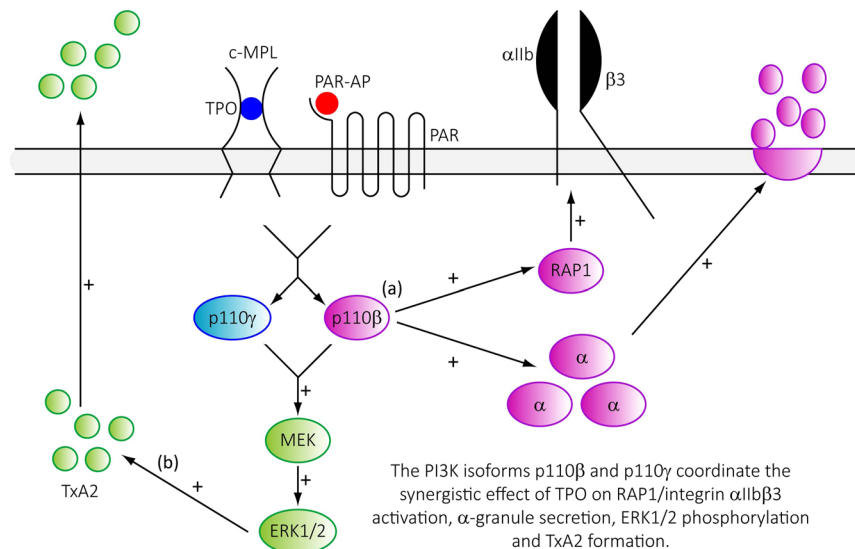 c-MPL
TPO
PAR-AP
PAR
αIIb
β3
(a)
+
+
RAP1
+
+
+
p110γ
p110β
+
+
α
α
α
MEK
+
ERK1/2
(b)
+
TxA2
The PI3K isoforms p110β and p110γ coordinate the
synergistic effect of TPO on RAP1/integrin αIIbβ3
activation, α-granule secretion, ERK1/2 phosphorylation
and TxA2 formation.